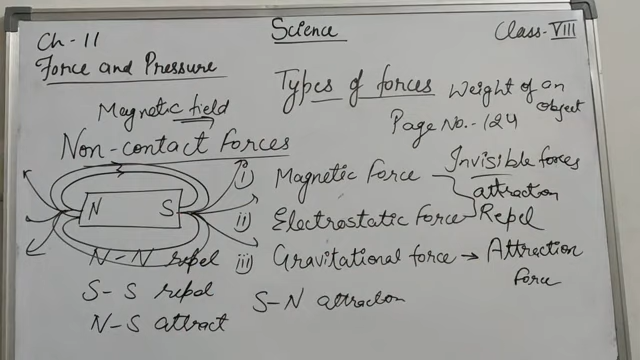 Science
Ch-11
Class-VIII
Force and Pressure
Types of forces
Weight of an object
Magnetic field
Page No.-124
Non-contact forces
Invisible forces
i) Magnetic Force
attraction
N S
ii) Electrostatic Force
Repel
N-N repel
iii) Gravitational force → Attraction force
S-S repel
S-N attraction
N-S attract